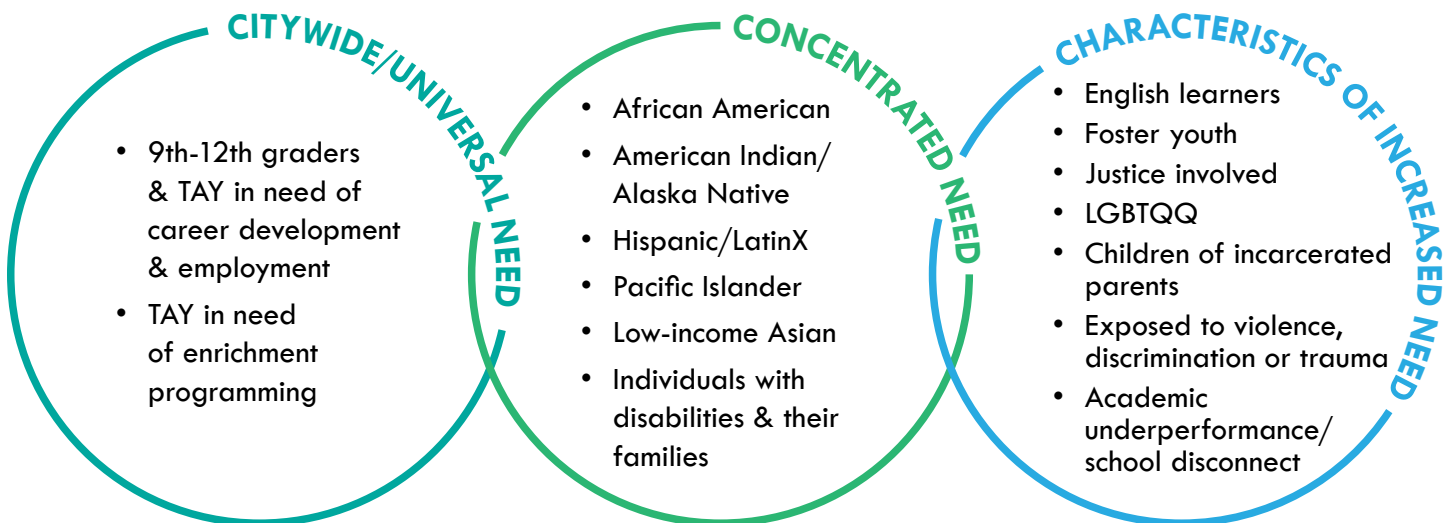 CITYWIDE/UNIVERSAL NEED
• 9th-12th graders
& TAY in need of
career development
& employment
• TAY in need
of enrichment
programming
CONCENTRATED NEED
• African American
• American Indian/
Alaska Native
• Hispanic/LatinX
• Pacific Islander
• Low-income Asian
• Individuals with
disabilities & their
families
CHARACTERISTICS OF INCREASED NEED
• English learners
• Foster youth
• Justice involved
• LGBTQQ
• Children of incarcerated
parents
• Exposed to violence,
discrimination or trauma
• Academic
underperformance/
school disconnect